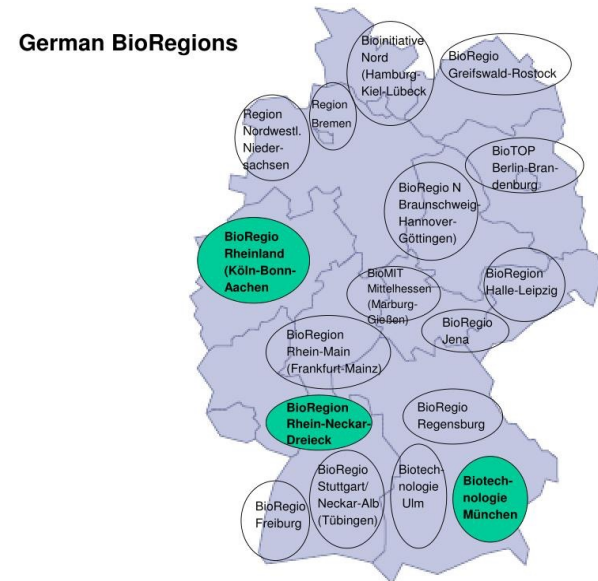 German BioRegions
Bioinitiative
Nord
(Hamburg-
Kiel-Lübeck
BioRegio
Greifswald-Rostock
Region
Bremen
Region
Nordwestl.
Nieder-
sachsen
BioTOP
Berlin-Bran-
denburg
BioRegio N
Braunschweig-
Hannover-
Göttingen)
BioRegio
Rheinland
(Köln-Bonn-
Aachen
BioMIT
Mittelhessen
(Marburg-
Gießen)
BioRegion
Halle-Leipzig
BioRegio
Jena
BioRegion
Rhein-Main
(Frankfurt-Mainz)
BioRegion
Rhein-Neckar-
Dreieck
BioRegio
Regensburg
BioRegio
Stuttgart/
Neckar-Alb
(Tübingen)
Biotech-
nologie
Ulm
Biotech-
nologie
München
BioRegio
Freiburg